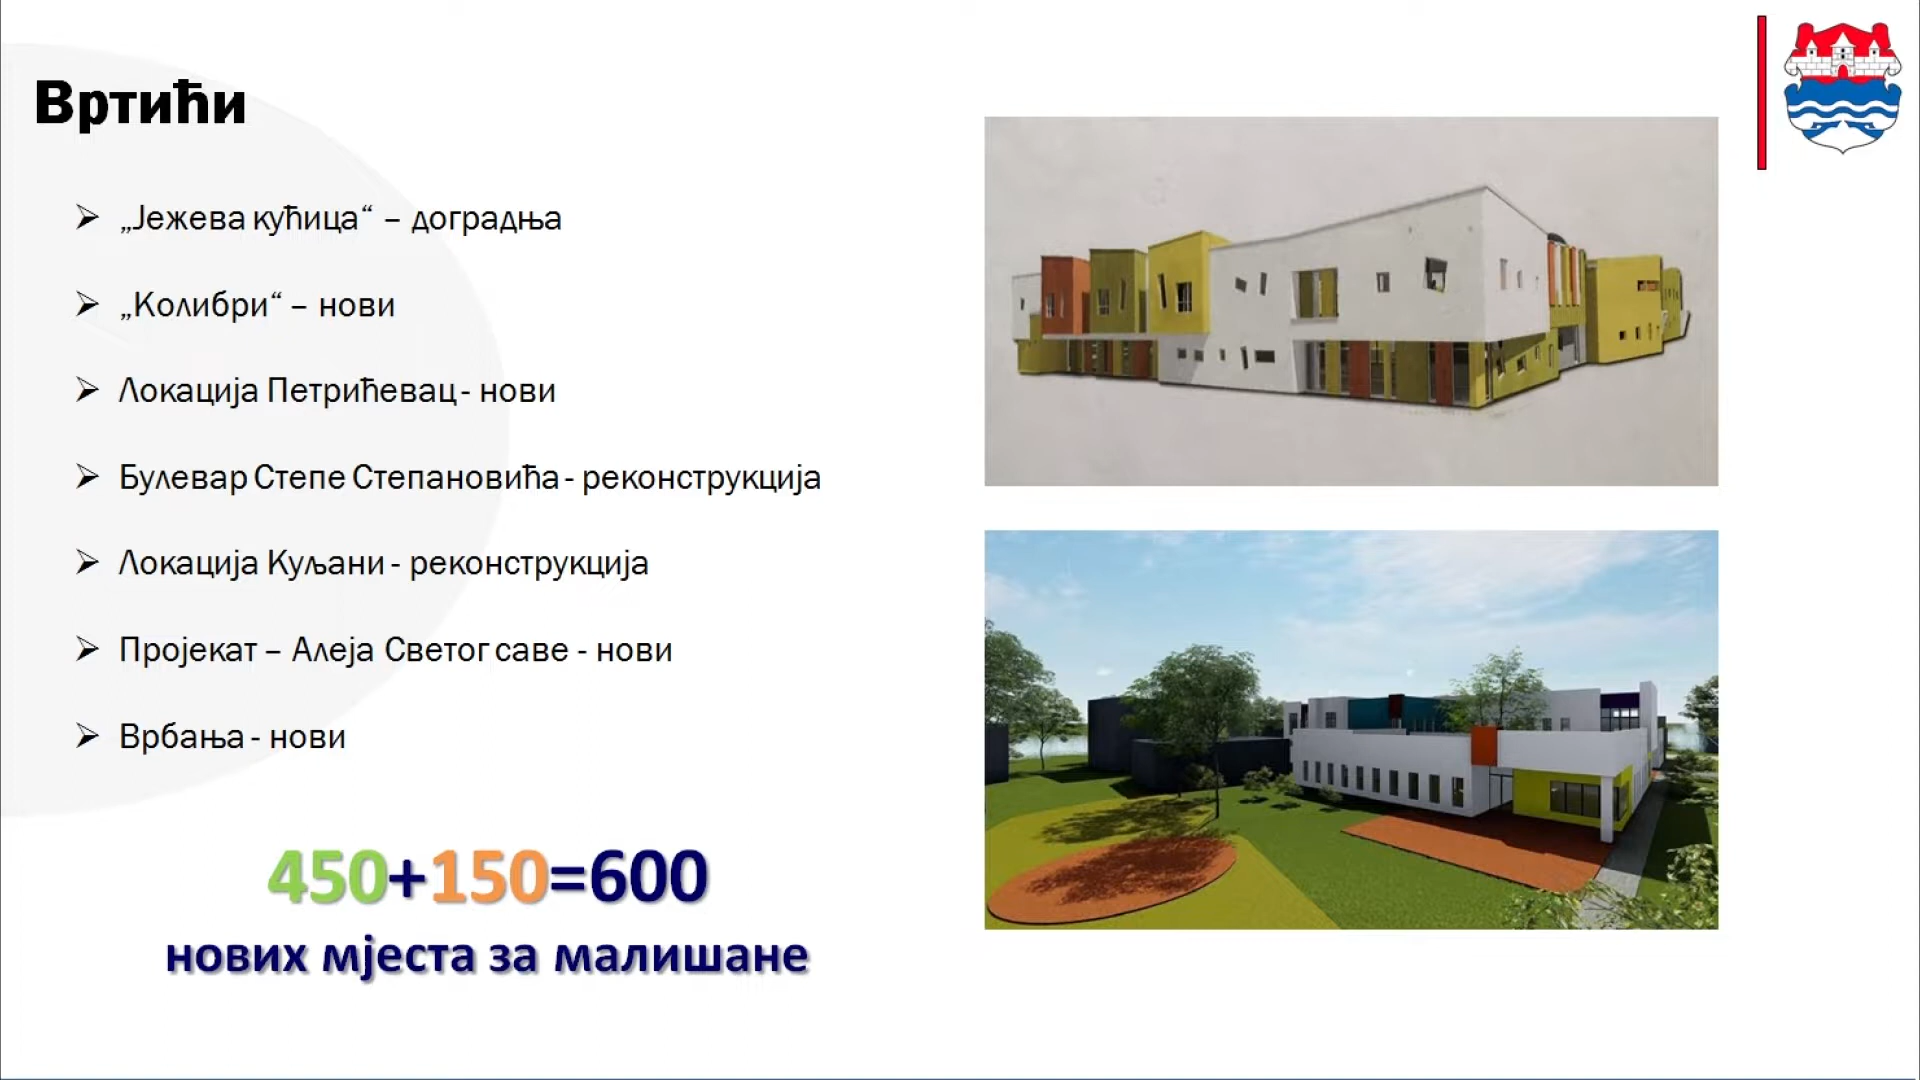 Вртићи
„Јежева кућица“ – доградња
„Колибри“ – нови
Локација Петрићевац - нови
Булевар Степе Степановића - реконструкција
Локација Куљани - реконструкција
Пројекат – Алеја Светог саве - нови
Врбања - нови
450+150=600
нових мјеста за малишане